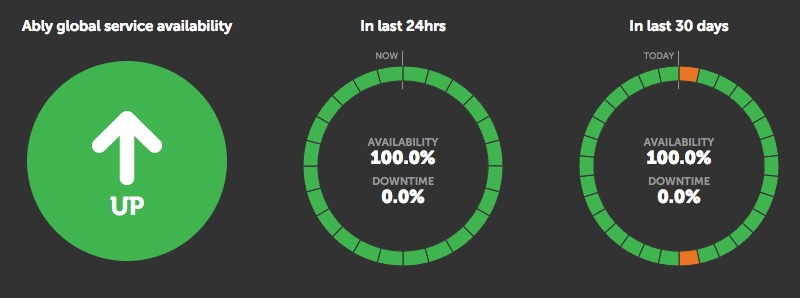 Ably global service availability
UP
In last 24hrs
NOW
AVAILABILITY
100.0%
DOWNTIME
0.0%
In last 30 days
TODAY
AVAILABILITY
100.0%
DOWNTIME
0.0%